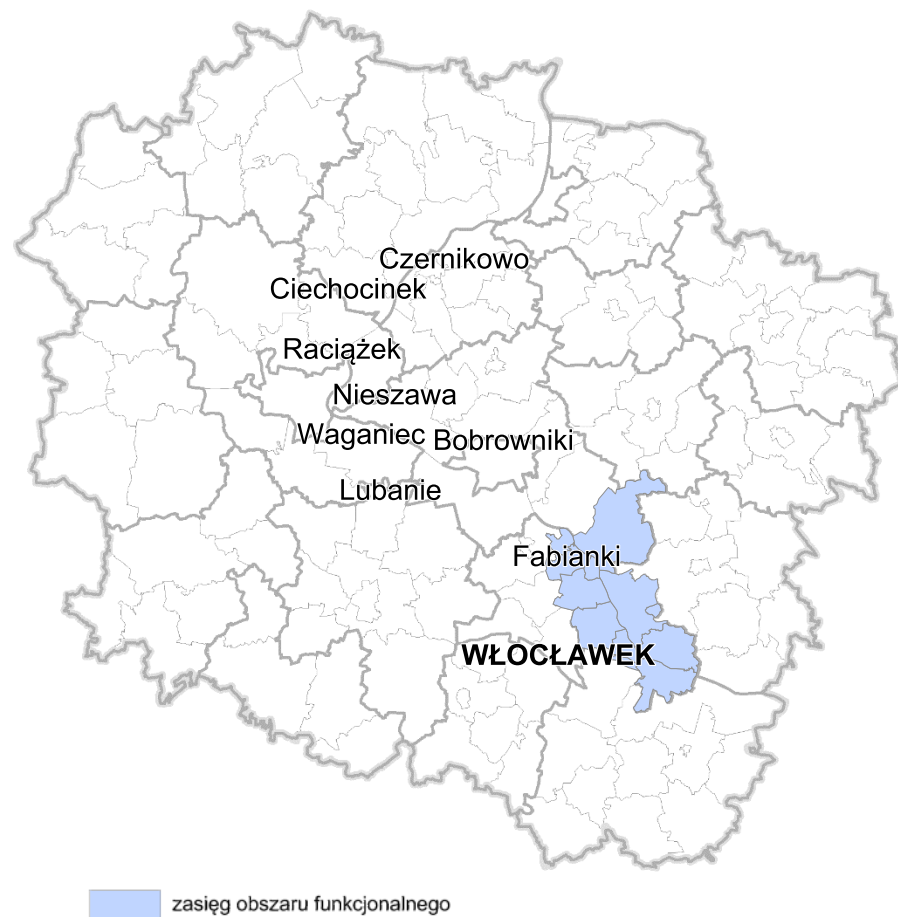 Czernikowo
Ciechocinek
Raciążek
Nieszawa
Waganiec
Bobrowniki
Lubanie
Fabianki
WŁOCŁAWEK
zasięg obszaru funkcjonalnego